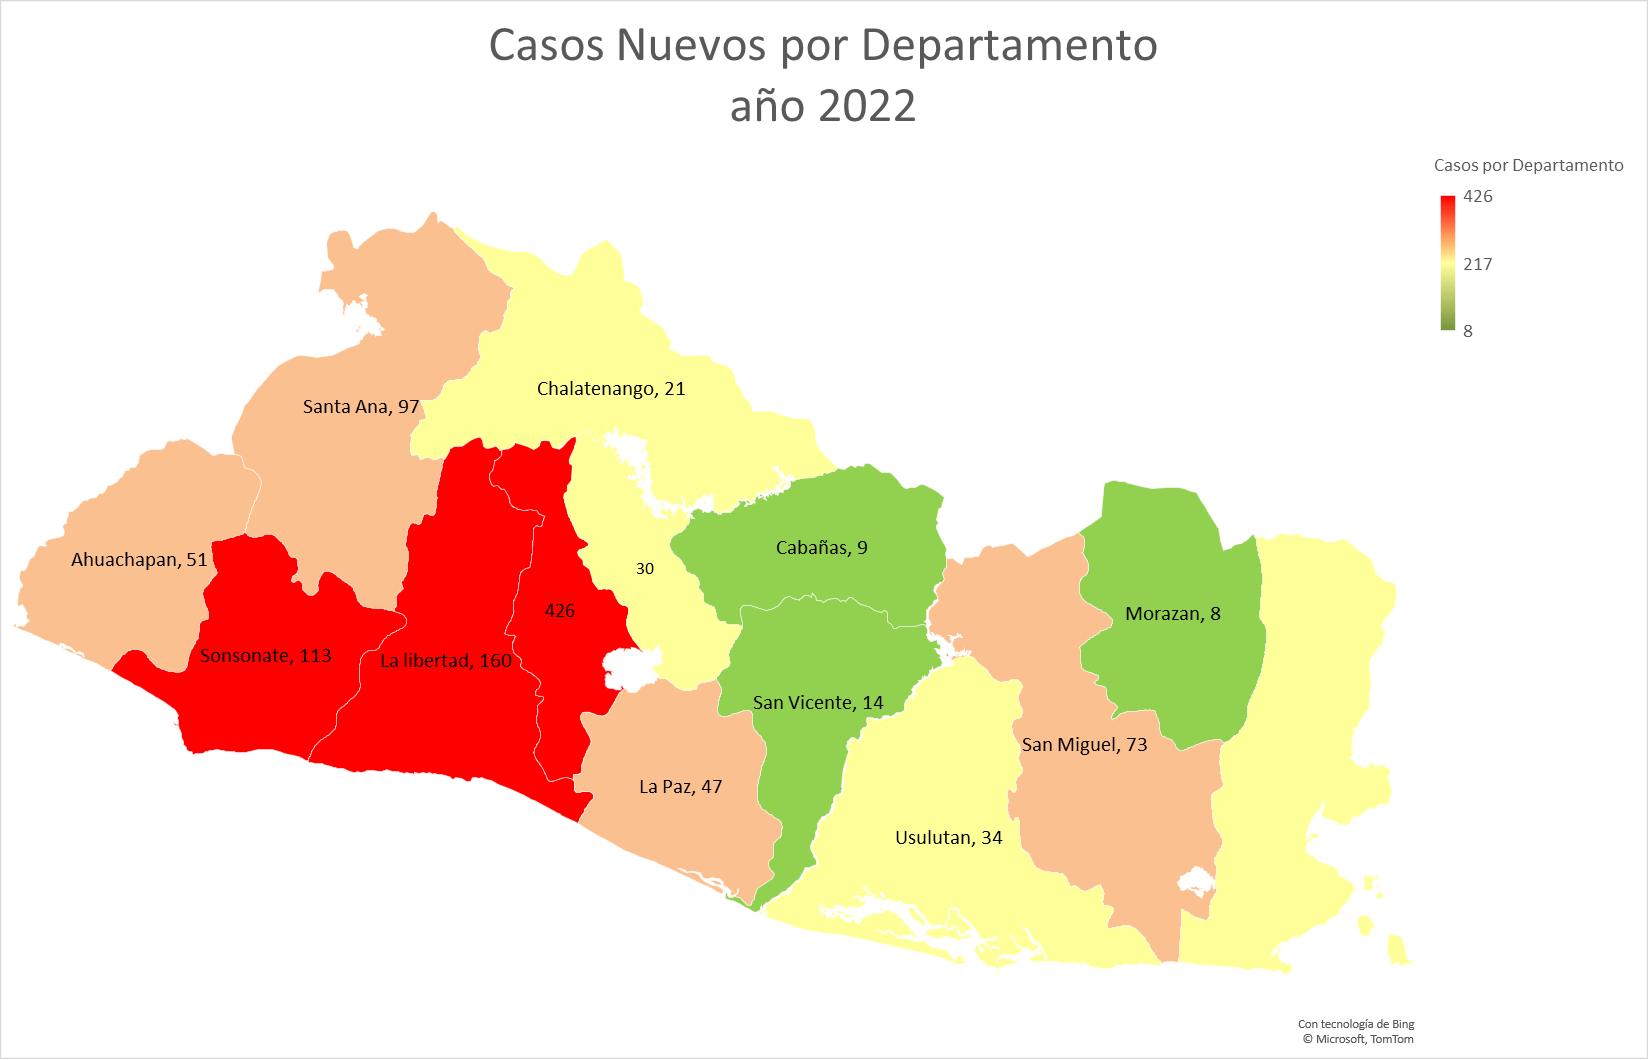 Casos Nuevos por Departamento
año 2022
Casos por Departamento
426
217
8
Chalatenango, 21
Santa Ana, 97
Cabañas, 9
Ahuachapan, 51
30
426
Morazan, 8
Sonsonate, 113
La libertad, 160
San Vicente, 14
San Miguel, 73
La Paz, 47
Usulutan, 34
Con tecnología de Bing
© Microsoft, TomTom